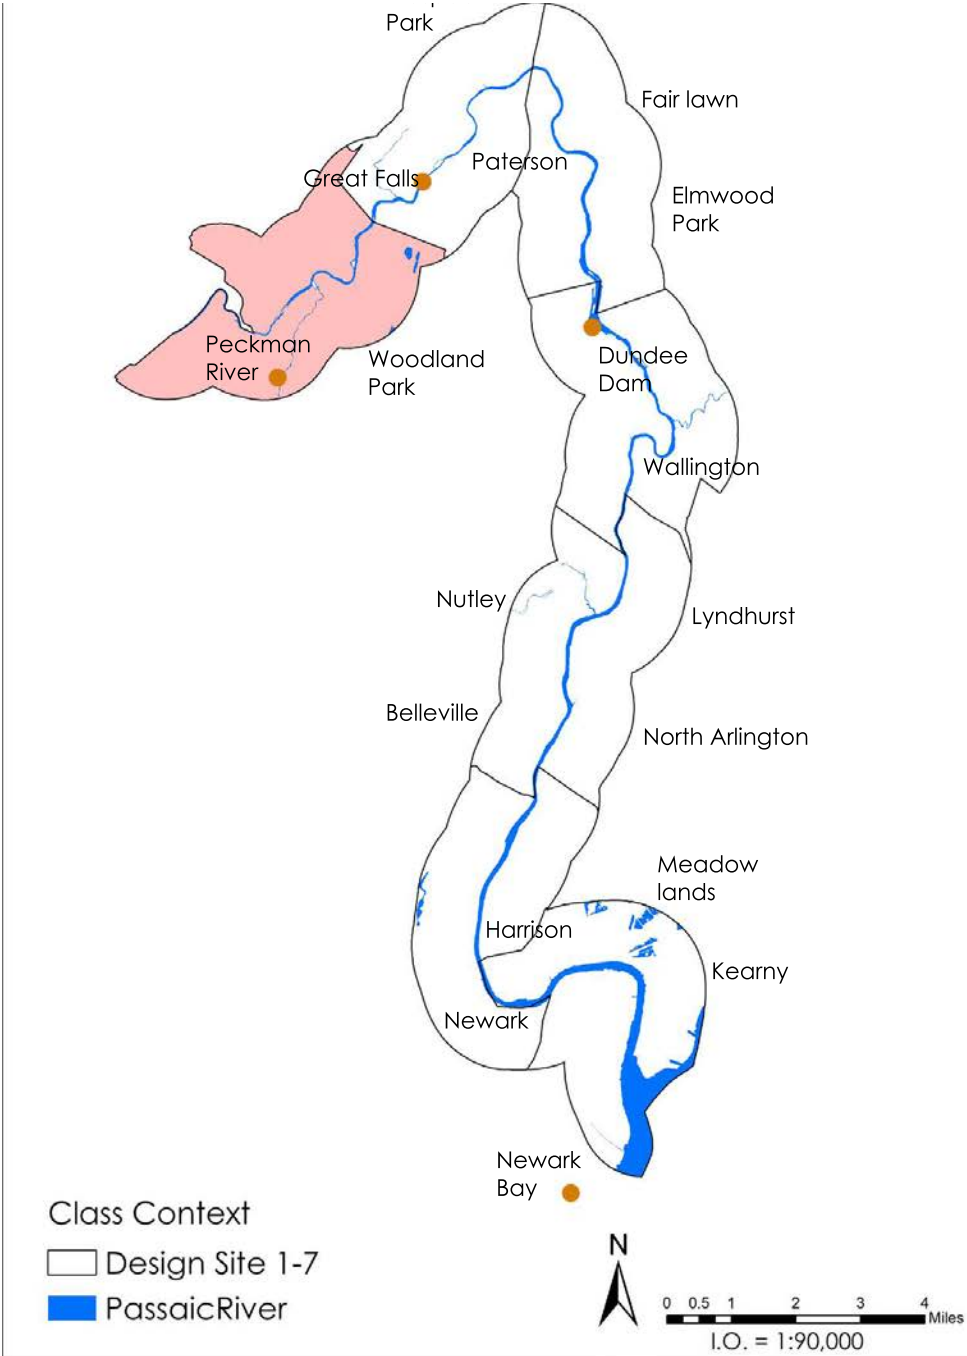 Park
Fair lawn
Paterson
Great Falls
Elmwood
Park
Peckman
River
Woodland
Park
Dundee
Dam
Wallington
Nutley
Lyndhurst
Belleville
North Arlington
Meadow
lands
Harrison
Kearny
Newark
Newark
Bay
Class Context
Design Site 1-7
PassaicRiver
N
0 0.5 1 2 3 4
Miles
I.O. = 1:90,000